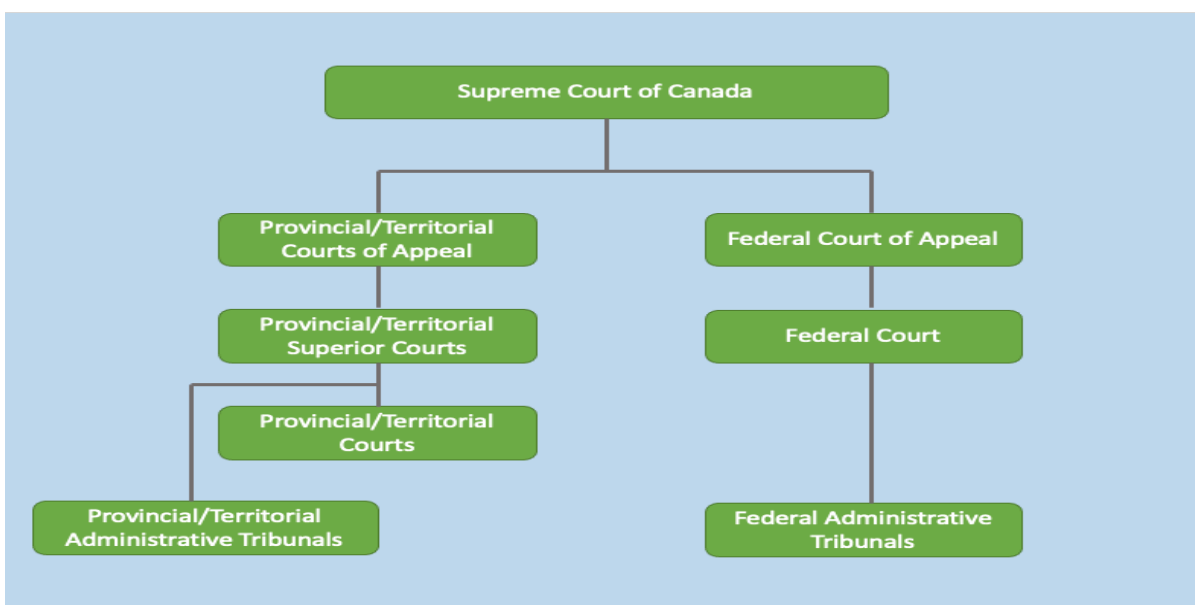 Supreme Court of Canada
Provincial/Territorial
Courts of Appeal
Federal Court of Appeal
Provincial/Territorial
Superior Courts
Federal Court
Provincial/Territorial
Courts
Provincial/Territorial
Administrative Tribunals
Federal Administrative
Tribunals